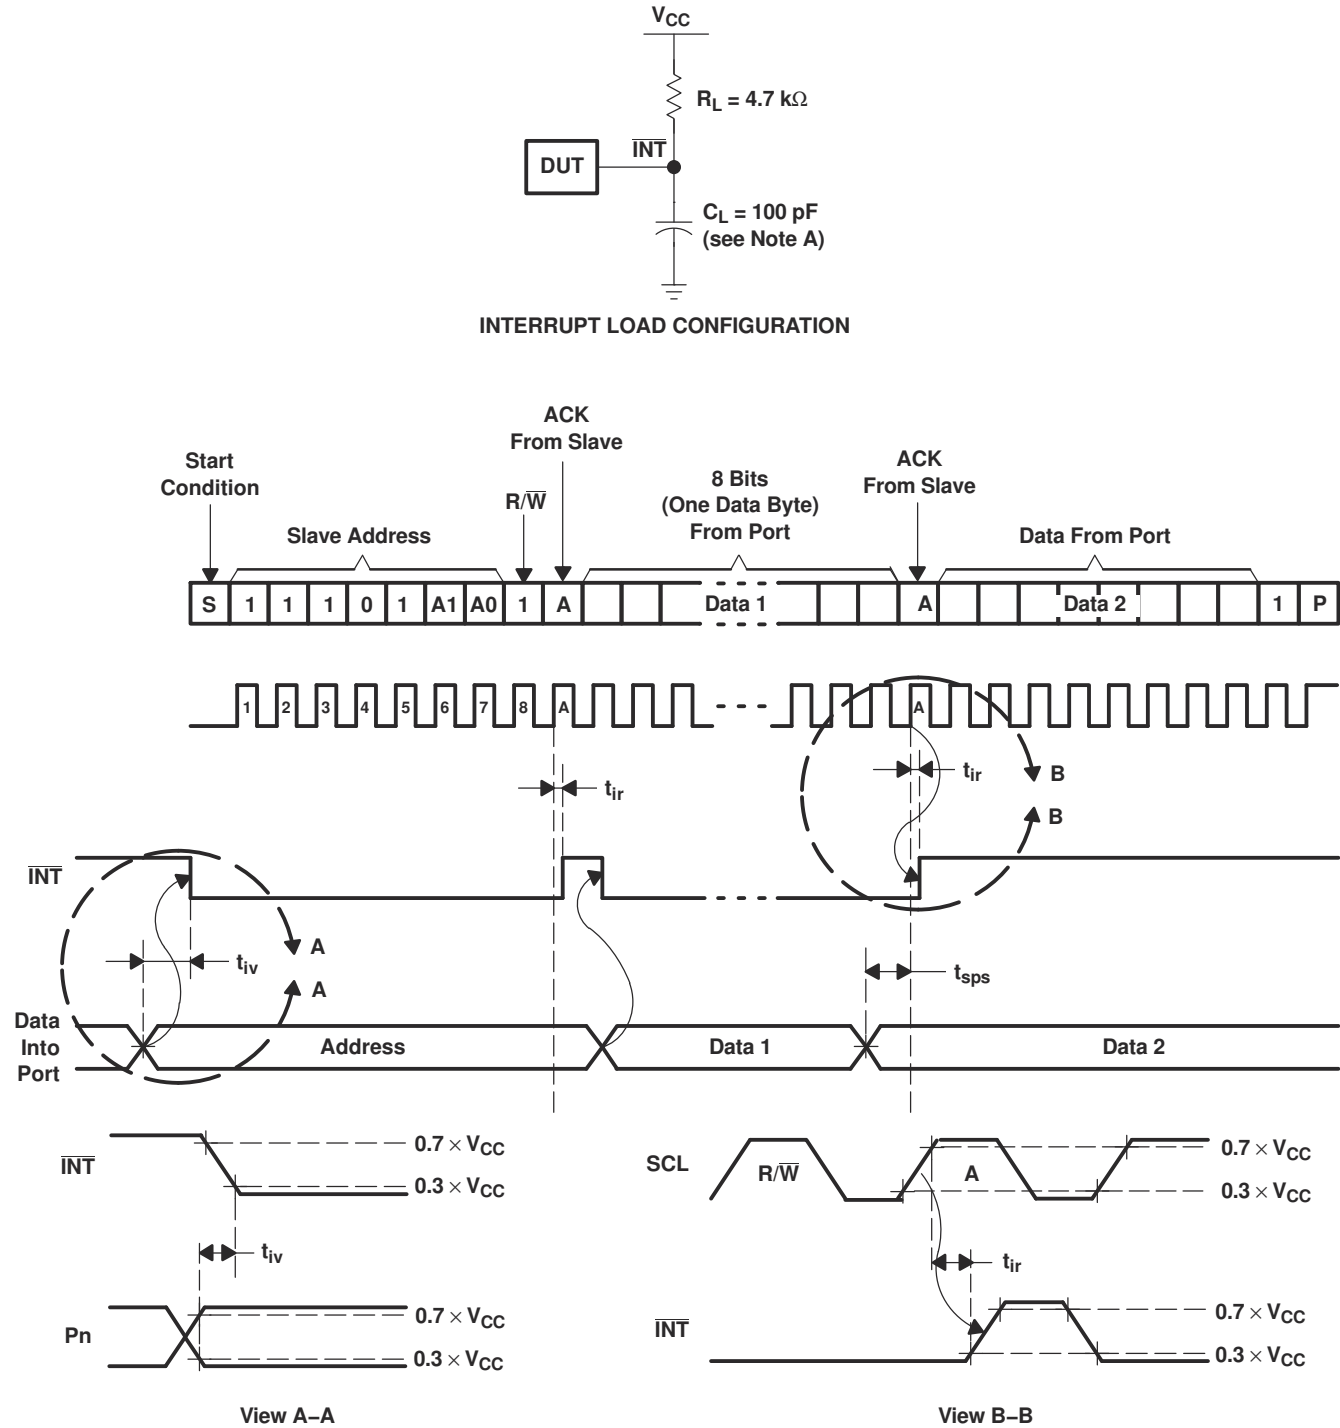 VCC
RL = 4.7 kΩ
INT
DUT
CL = 100 pF
(see Note A)
INTERRUPT LOAD CONFIGURATION
ACK
From Slave
Start
Condition
R/W
Slave Address
8 Bits
(One Data Byte)
From Port
ACK
From Slave
Data From Port
S 1 1 1 0 1 A1 A0 1 A Data 1 A Data 2 1 P
1 2 3 4 5 6 7 8 A A
tir
tir
B
B
INT
A
tiv
A
tsps
Data
Into
Port
Address
Data 1
Data 2
INT
0.7 × VCC
0.3 × VCC
tiv
Pn
0.7 × VCC
0.3 × VCC
View A–A
SCL
R/W
A
0.7 × VCC
0.3 × VCC
tir
INT
0.7 × VCC
0.3 × VCC
View B–B